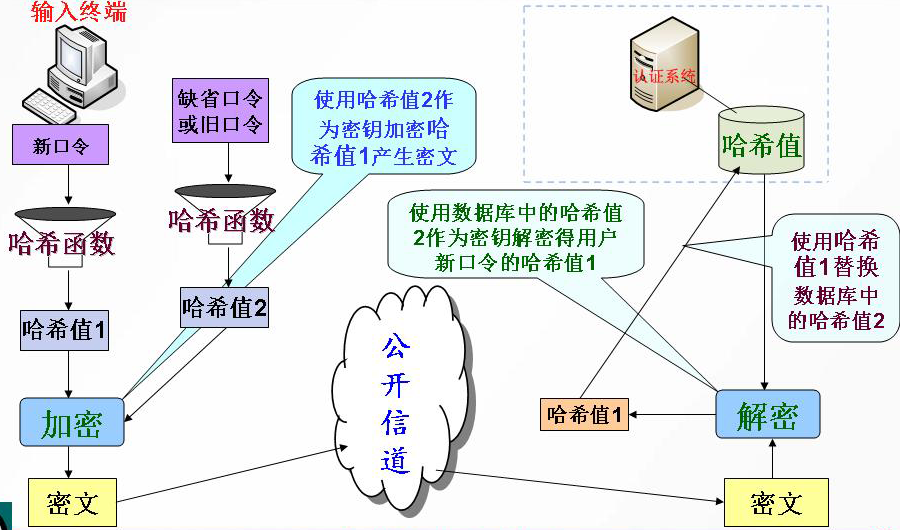 输入终端
新口令
缺省口令
或旧口令
使用哈希值2作
为密钥加密哈
希值1产生密文
认证系统
哈希值
哈希函数
哈希函数
使用数据库中的哈希值
2作为密钥解密得用户
新口令的哈希值1
使用哈希
值1替换
数据库中
的哈希值2
哈希值1
哈希值2
公
开
信
道
加密
哈希值1
解密
密文
密文